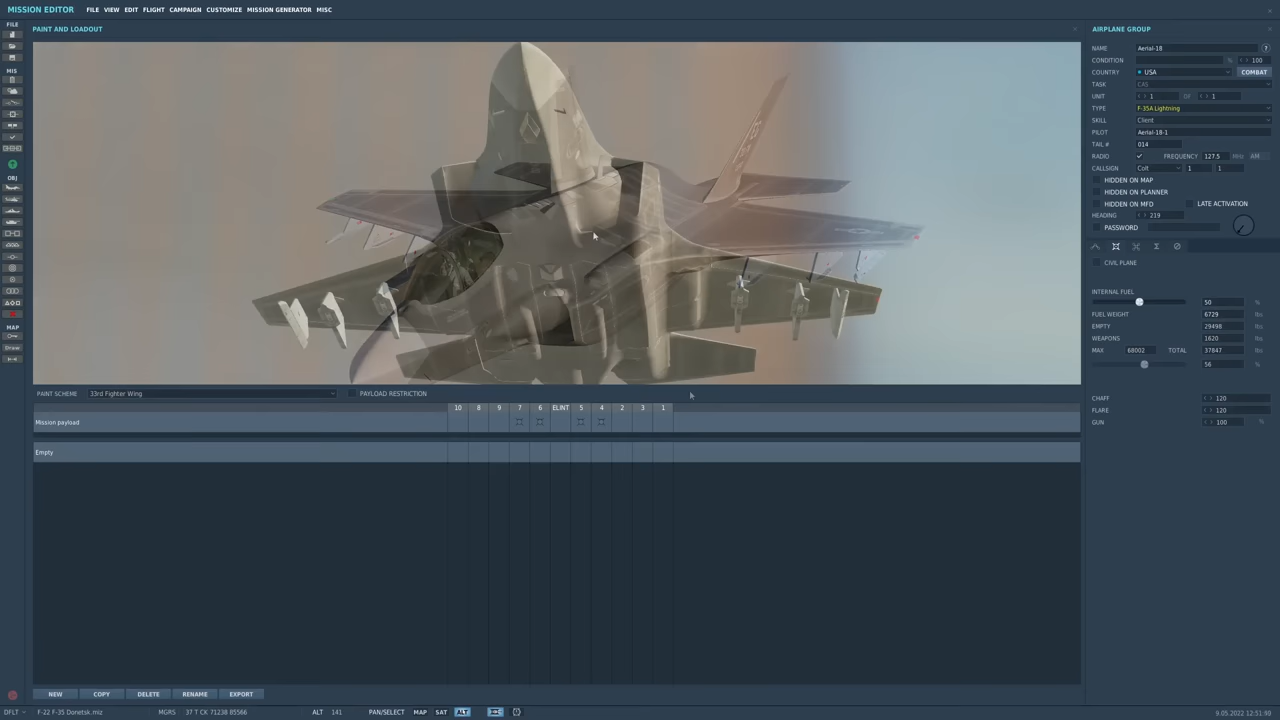 MISSION EDITOR FILE VIEW EDIT FLIGHT CAMPAIGN CUSTOMIZE MISSION GENERATOR MISC
FILE
MIS
OBJ
MAP
Draw
PAINT AND LOADOUT
PAINT SCHEME 33rd Fighter Wing PAYLOAD RESTRICTION
10 8 9 7 6 ELINT 5 4 2 3 1
Mission payload
Empty
NEW COPY DELETE RENAME EXPORT
AIRPLANE GROUP
NAME Aerial-18 ?
CONDITION % 100
COUNTRY USA COMBAT
TASK CAS
UNIT 1 OF 1
TYPE F-35A Lightning
SKILL Client
PILOT Aerial-18-1
TAIL # 014
RADIO FREQUENCY 127.5 MHz AM
CALLSIGN Colt 1 1
HIDDEN ON MAP
HIDDEN ON PLANNER
HIDDEN ON MFD LATE ACTIVATION
HEADING 219
PASSWORD
CIVIL PLANE
INTERNAL FUEL
50 %
FUEL WEIGHT 6729 lbs
EMPTY 29498 lbs
WEAPONS 1620 lbs
MAX 68002 TOTAL 37847 lbs
56 %
CHAFF 120
FLARE 120
GUN 100 %
DFLT F-22 F-35 Donetsk.miz MGRS 37 T CK 71238 85566 ALT 141 PAN/SELECT MAP SAT ALT 9.05.2022 12:51:99